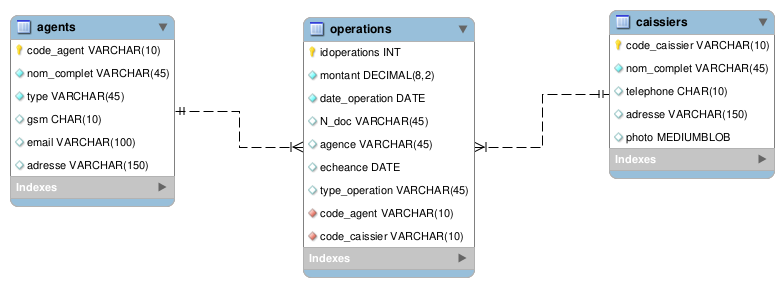 agents
code_agent VARCHAR(10)
nom_complet VARCHAR(45)
type VARCHAR(45)
gsm CHAR(10)
email VARCHAR(100)
adresse VARCHAR(150)
Indexes
operations
idoperations INT
montant DECIMAL(8,2)
date_operation DATE
N_doc VARCHAR(45)
agence VARCHAR(45)
echeance DATE
type_operation VARCHAR(45)
code_agent VARCHAR(10)
code_caissier VARCHAR(10)
Indexes
caissiers
code_caissier VARCHAR(10)
nom_complet VARCHAR(45)
telephone CHAR(10)
adresse VARCHAR(150)
photo MEDIUMBLOB
Indexes